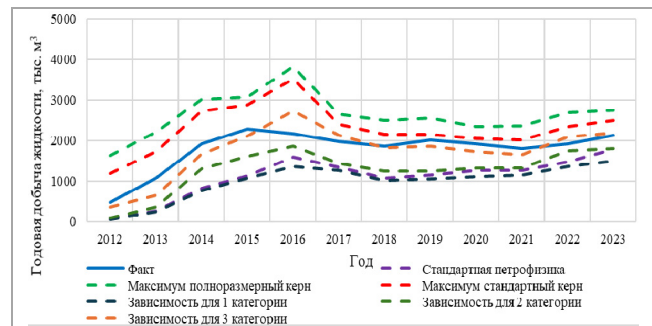 Годовая добыча жидкости, тыс. м³
5000
4000
3000
2000
1000
0
2012 2013 2014 2015 2016 2017 2018 2019 2020 2021 2022 2023
Год
Факт
Стандартная петрофизика
Максимум полноразмерный керн
Максимум стандартный керн
Зависимость для 1 категории
Зависимость для 2 категории
Зависимость для 3 категории